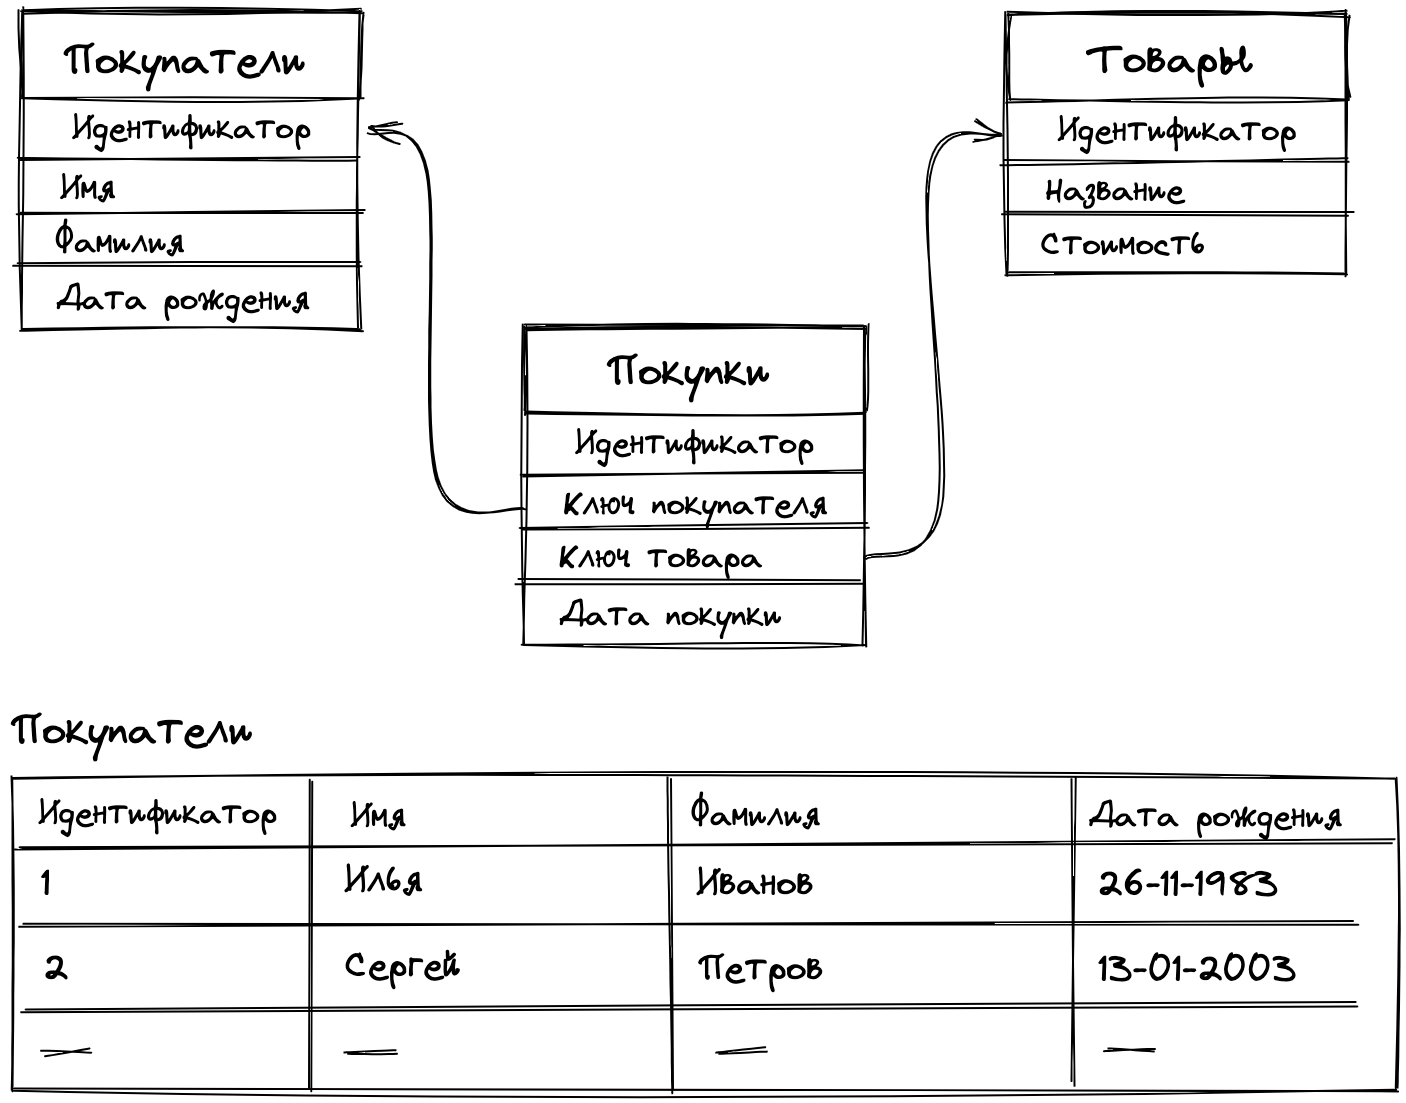 Покупатели
Идентификатор
Имя
Фамилия
Дата рождения
Товары
Идентификатор
Название
Стоимость
Покупки
Идентификатор
Ключ покупателя
Ключ товара
Дата покупки
Покупатели
Идентификатор Имя Фамилия Дата рождения
1 Илья Иванов 26-11-1983
2 Сергей Петров 13-01-2003
— — — —